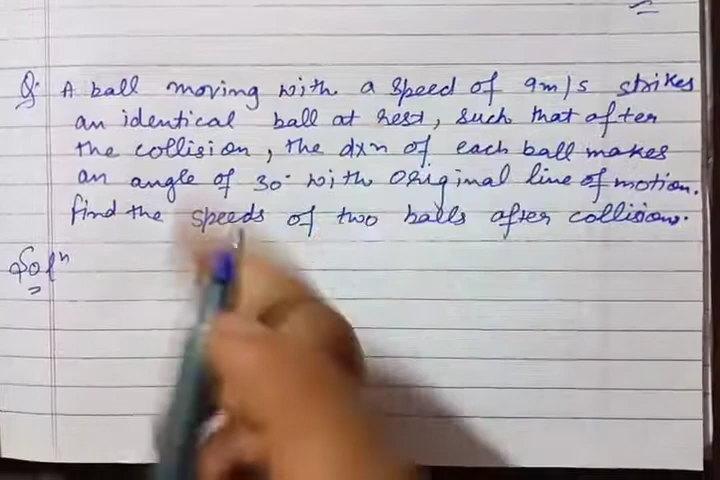 Q: A ball moving with a speed of 9m/s strikes
an identical ball at rest, such that after
the collision, the dxn of each ball makes
an angle of 30° with original line of motion.
find the speeds of two balls after collision.
Solⁿ